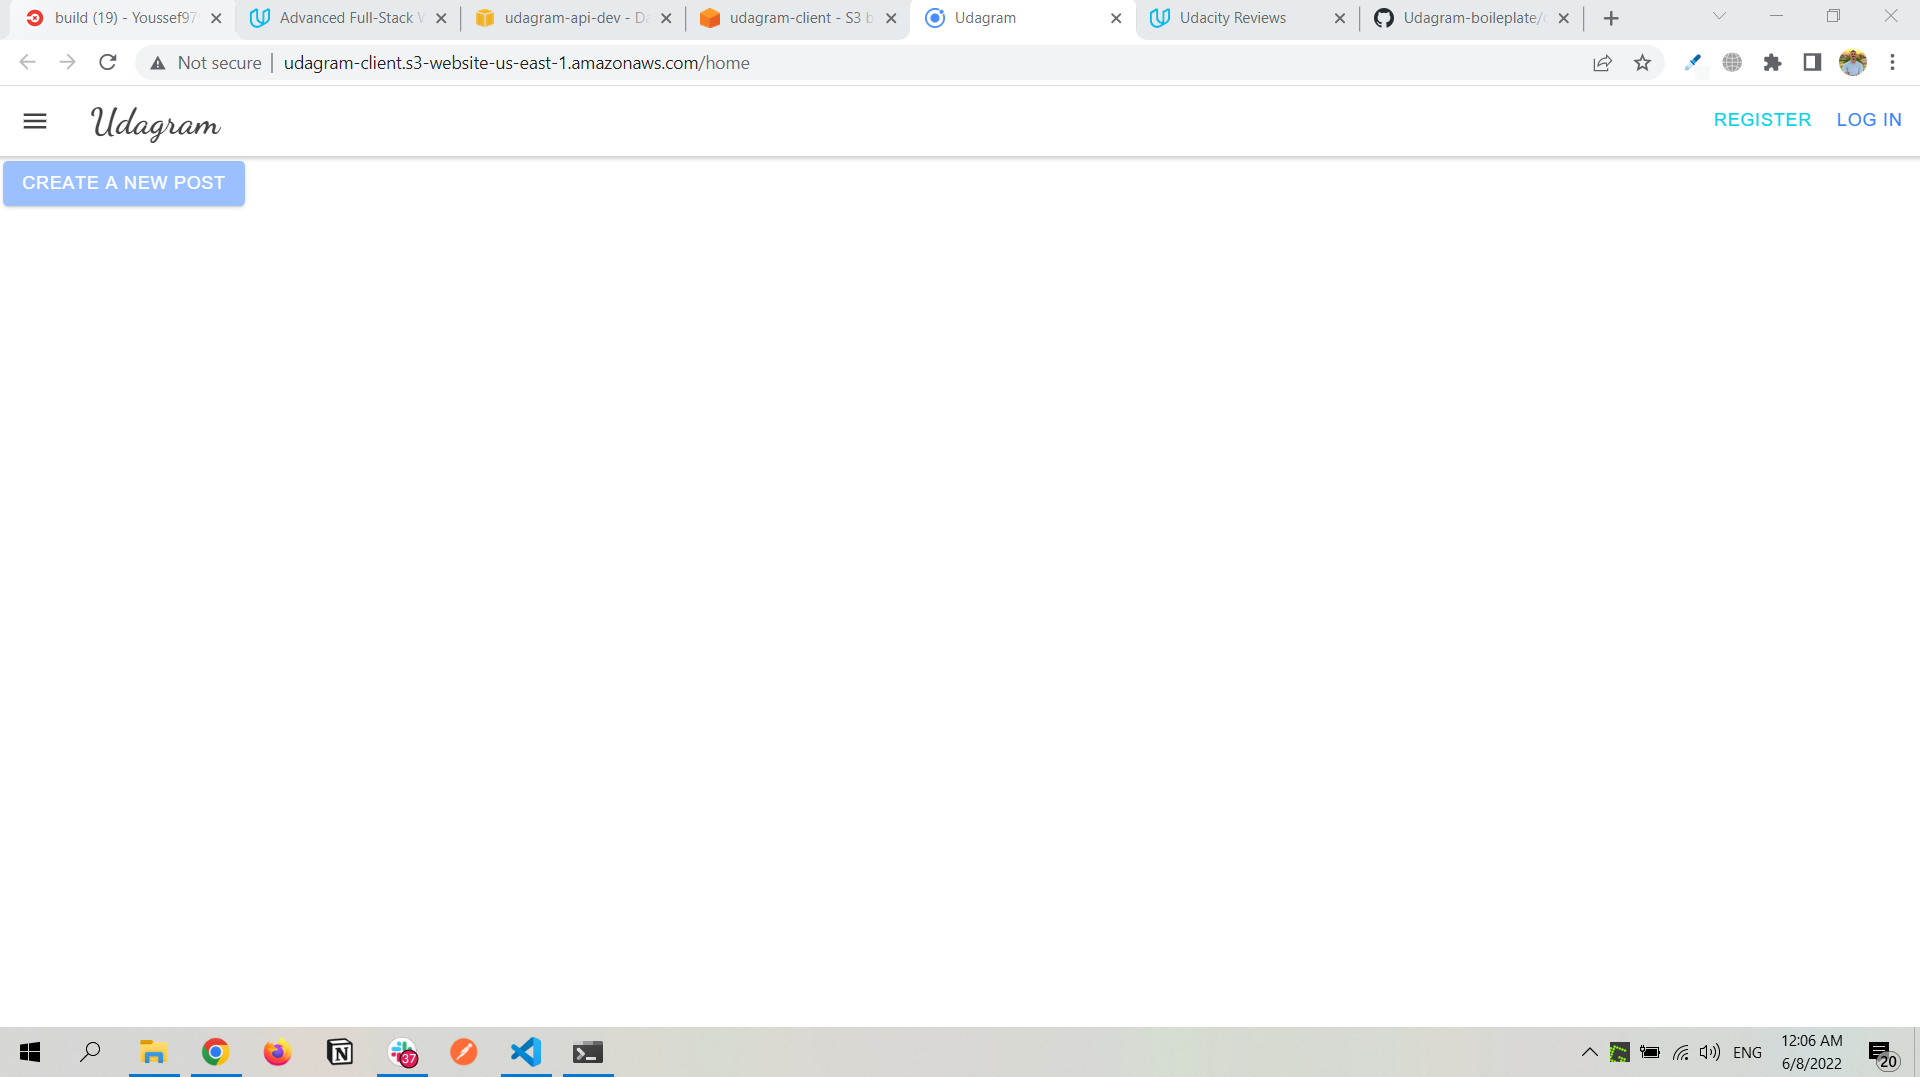 build (19) - Youssef97
Advanced Full-Stack W
udagram-api-dev - Da
udagram-client - S3 b
Udagram
Udacity Reviews
Udagram-boileplate/
Not secure
udagram-client.s3-website-us-east-1.amazonaws.com/home
Udagram
REGISTER
LOG IN
CREATE A NEW POST
37
ENG
12:06 AM
6/8/2022
20